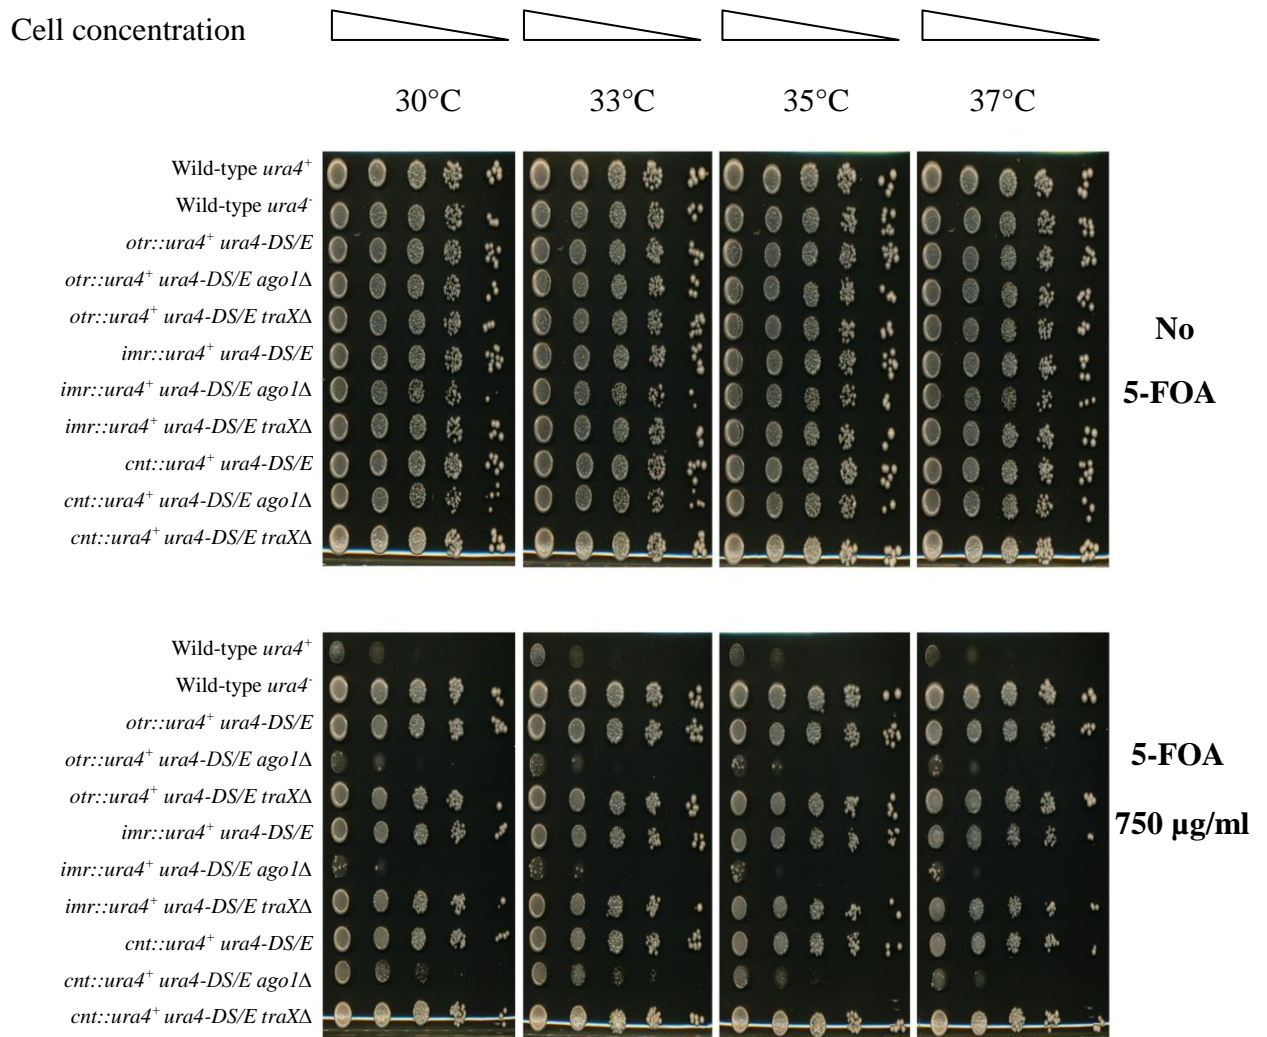 Cell concentration
30°C 33°C 35°C 37°C
Wild-type ura4⁺
Wild-type ura4⁻
otr::ura4⁺ ura4-DS/E
otr::ura4⁺ ura4-DS/E ago1Δ
otr::ura4⁺ ura4-DS/E traXΔ
imr::ura4⁺ ura4-DS/E
imr::ura4⁺ ura4-DS/E ago1Δ
imr::ura4⁺ ura4-DS/E traXΔ
cnt::ura4⁺ ura4-DS/E
cnt::ura4⁺ ura4-DS/E ago1Δ
cnt::ura4⁺ ura4-DS/E traXΔ
No
5-FOA
Wild-type ura4⁺
Wild-type ura4⁻
otr::ura4⁺ ura4-DS/E
otr::ura4⁺ ura4-DS/E ago1Δ
otr::ura4⁺ ura4-DS/E traXΔ
imr::ura4⁺ ura4-DS/E
imr::ura4⁺ ura4-DS/E ago1Δ
imr::ura4⁺ ura4-DS/E traXΔ
cnt::ura4⁺ ura4-DS/E
cnt::ura4⁺ ura4-DS/E ago1Δ
cnt::ura4⁺ ura4-DS/E traXΔ
5-FOA
750 µg/ml